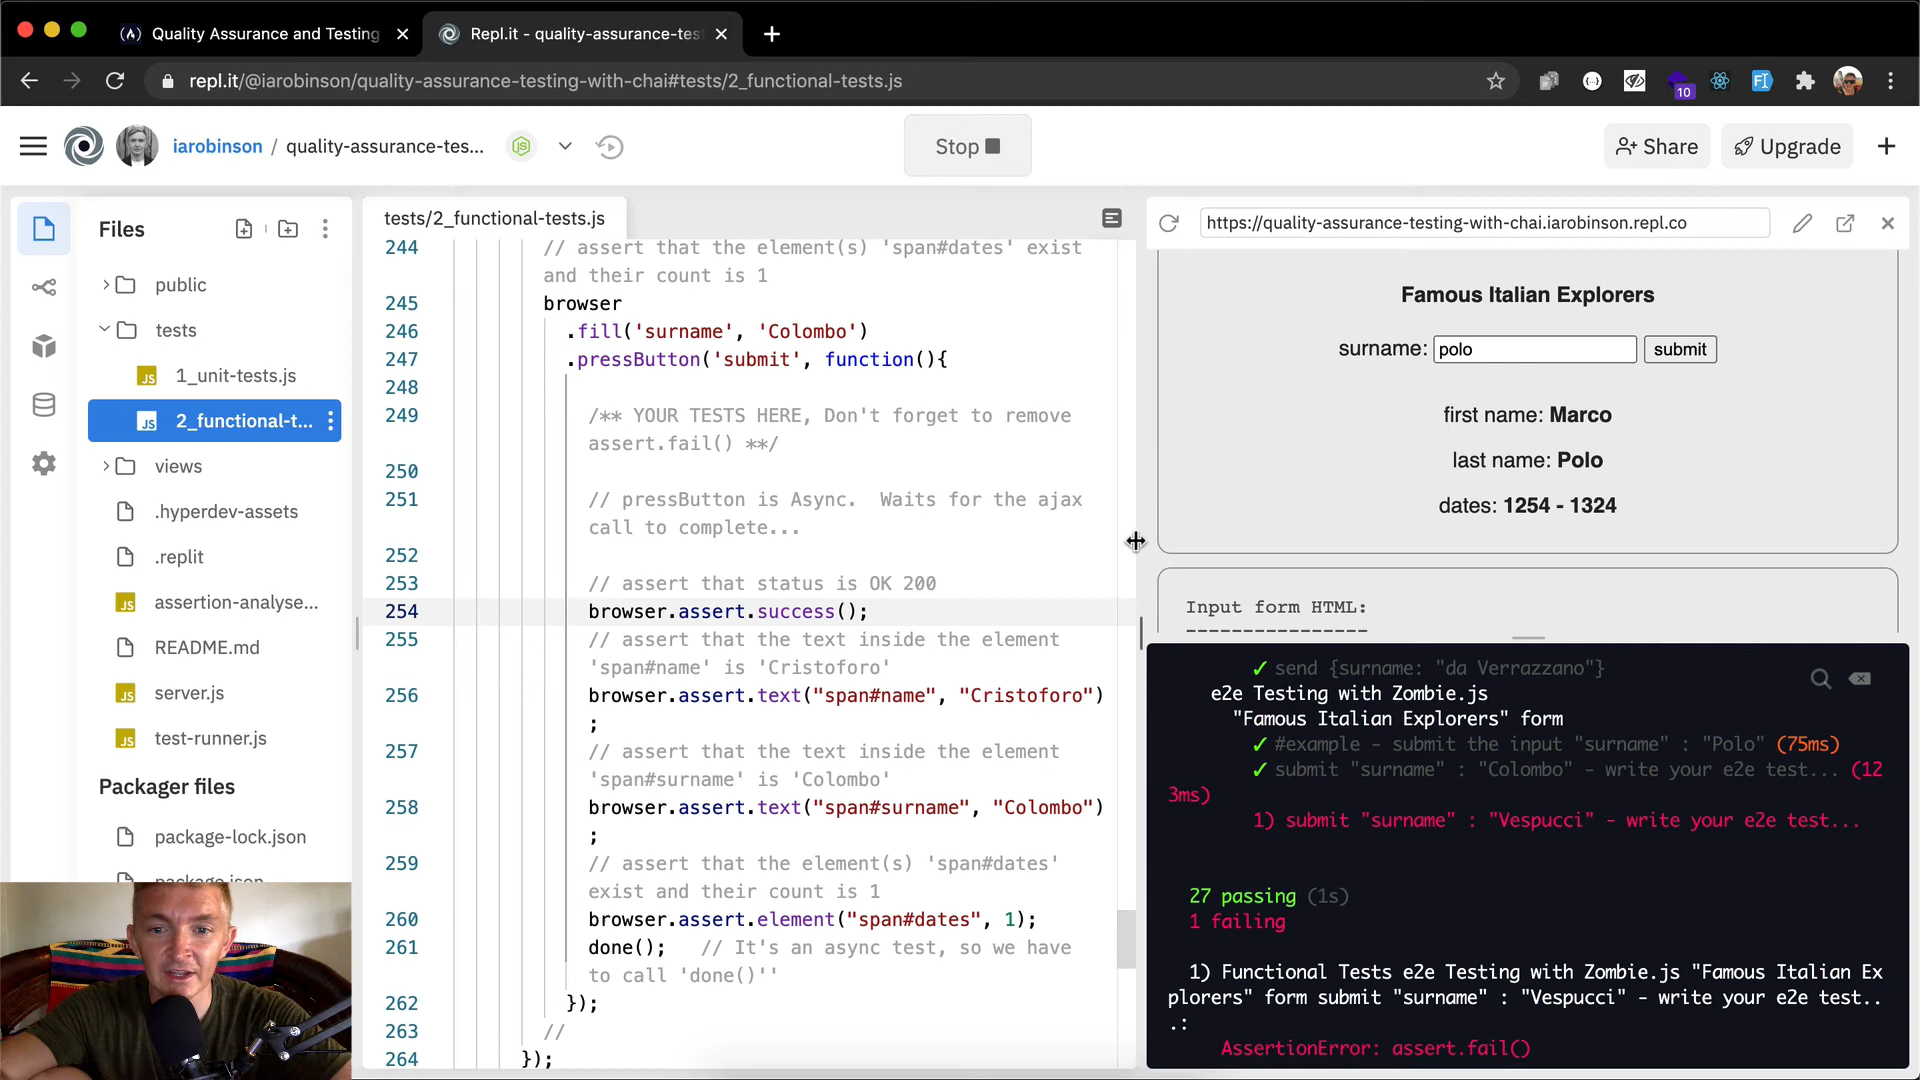 Quality Assurance and Testing
Repl.it - quality-assurance-tes
repl.it/@iarobinson/quality-assurance-testing-with-chai#tests/2_functional-tests.js
10
iarobinson / quality-assurance-tes...
Stop
Share
Upgrade
Files
public
tests
1_unit-tests.js
2_functional-t...
views
.hyperdev-assets
.replit
assertion-analyse...
README.md
server.js
test-runner.js
Packager files
package-lock.json
package.json
tests/2_functional-tests.js
244 // assert that the element(s) 'span#dates' exist
and their count is 1
245 browser
246 .fill('surname', 'Colombo')
247 .pressButton('submit', function(){
248
249 /** YOUR TESTS HERE, Don't forget to remove
assert.fail() **/
250
251 // pressButton is Async.  Waits for the ajax
call to complete...
252
253 // assert that status is OK 200
254 browser.assert.success();
255 // assert that the text inside the element
'span#name' is 'Cristoforo'
256 browser.assert.text("span#name", "Cristoforo")
;
257 // assert that the text inside the element
'span#surname' is 'Colombo'
258 browser.assert.text("span#surname", "Colombo")
;
259 // assert that the element(s) 'span#dates'
exist and their count is 1
260 browser.assert.element("span#dates", 1);
261 done();   // It's an async test, so we have
to call 'done()''
262 });
263 //
264 });
https://quality-assurance-testing-with-chai.iarobinson.repl.co
Famous Italian Explorers
surname: polo submit
first name: Marco
last name: Polo
dates: 1254 - 1324
Input form HTML:
----------------
✓ send {surname: "da Verrazzano"}
e2e Testing with Zombie.js
"Famous Italian Explorers" form
✓ #example - submit the input "surname" : "Polo" (75ms)
✓ submit "surname" : "Colombo" - write your e2e test... (12
3ms)
1) submit "surname" : "Vespucci" - write your e2e test...
27 passing (1s)
1 failing
1) Functional Tests e2e Testing with Zombie.js "Famous Italian Ex
plorers" form submit "surname" : "Vespucci" - write your e2e test..
.:
AssertionError: assert.fail()